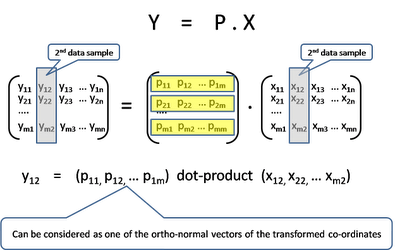 Y = P.X
2nd data sample 2nd data sample
y11 y12 y13 ... y1n p11 p12 ... p1m x11 x12 x13 ... x1n
y21 y22 y23 ... y2n = p21 p22 ... p2m . x21 x22 x23 ... x2n
.... .... ....
ym1 ym2 ym3 ... ymn pm1 pm2 ... pmm xm1 xm2 xm3 ... xmn
y12 = (p11, p12, ... p1m) dot-product (x12, x22, ... xm2)
Can be considered as one of the ortho-normal vectors of the transformed co-ordinates